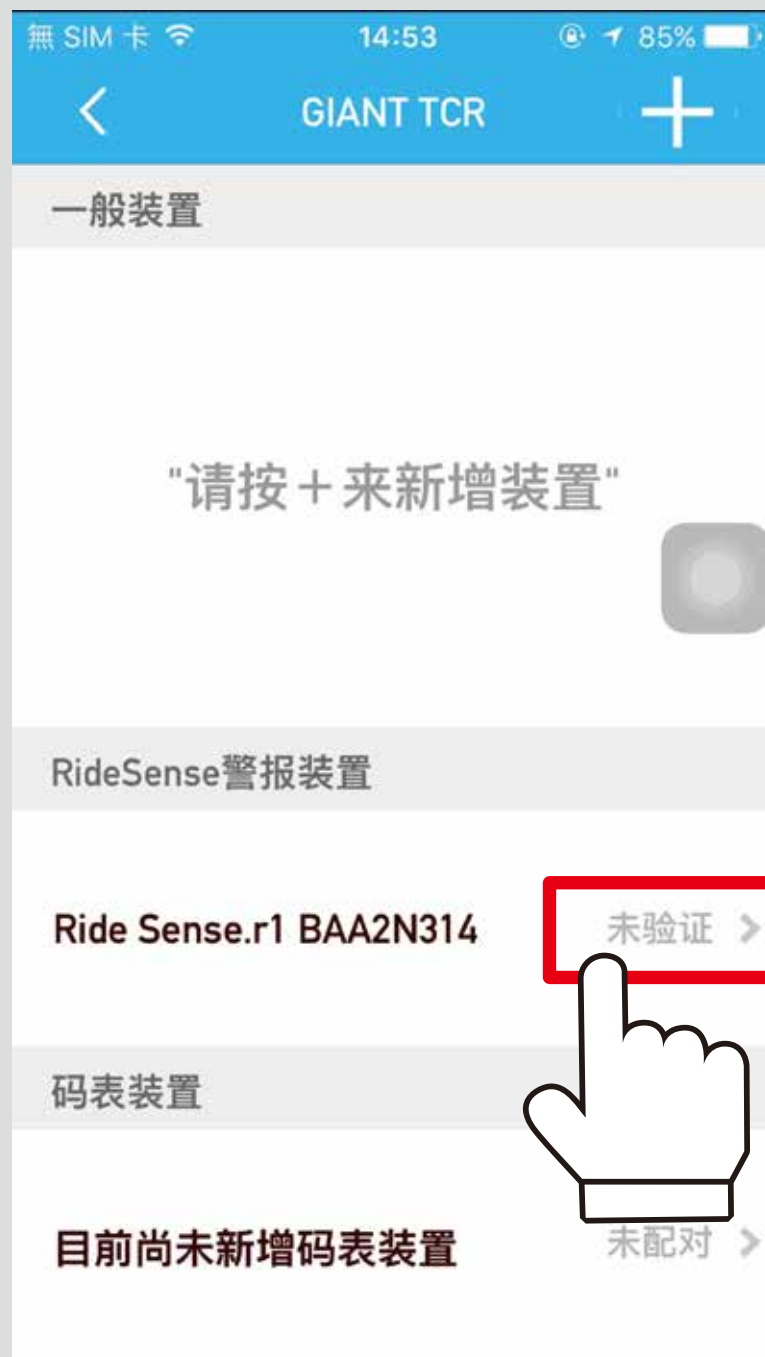 無 SIM 卡 14:53 85%
GIANT TCR
一般装置
"请按＋来新增装置"
RideSense警报装置
Ride Sense.r1 BAA2N314 未验证
码表装置
目前尚未新增码表装置 未配对